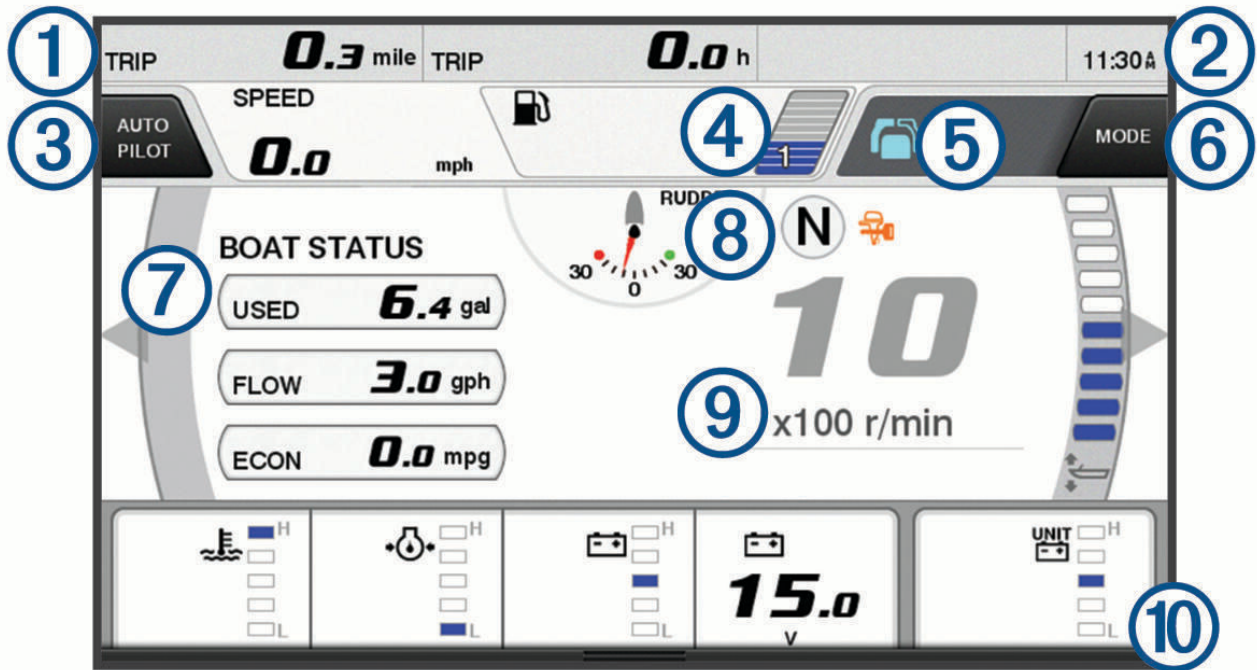 1 TRIP 0.3 mile TRIP 0.0 h 11:30 AM 2
3 AUTO PILOT SPEED 0.0 mph 4 1 5 MODE 6
RUD 8 N
30 0 30
BOAT STATUS
7 USED 6.4 gal
FLOW 3.0 gph
ECON 0.0 mpg
10
9 x100 r/min
H H H UNIT H
15.0
V
L L L L
10